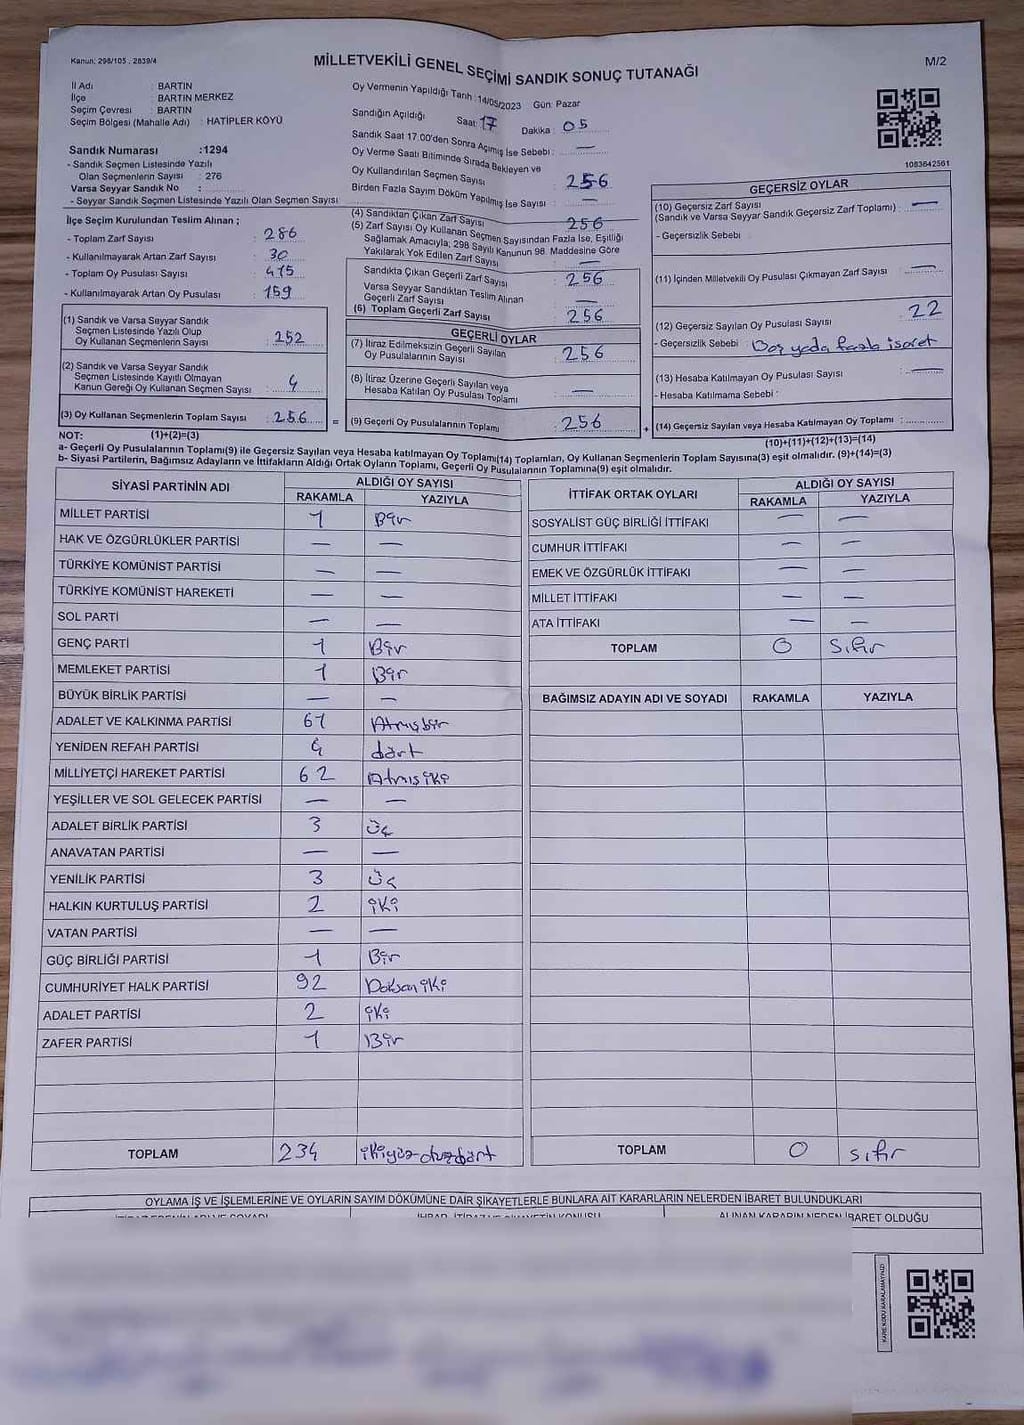 Kanun: 298/105 , 2839/4
MİLLETVEKİLİ GENEL SEÇİMİ SANDIK SONUÇ TUTANAĞI
M/2
İl Adı : BARTIN
İlçe BARTIN MERKEZ
Seçim Çevresi : BARTIN
Seçim Bölgesi (Mahalle Adı) : HATİPLER KÖYÜ
Sandık Numarası :1294
- Sandık Seçmen Listesinde Yazılı
Olan Seçmenlerin Sayısı : 276
Varsa Seyyar Sandık No :
- Seyyar Sandık Seçmen Listesinde Yazılı Olan Seçmen Sayısı :
Oy Vermenin Yapıldığı Tarih : 14/05/2023 Gün: Pazar
Sandığın Açıldığı Saat: 17 Dakika : 05
Sandık Saat 17.00'den Sonra Açılmış İse Sebebi : —
Oy Verme Saati Bitiminde Sırada Bekleyen ve
Oy Kullandırılan Seçmen Sayısı : 256
Birden Fazla Sayım Döküm Yapılmış İse Sayısı : —
1083642561
İlçe Seçim Kurulundan Teslim Alınan ;
- Toplam Zarf Sayısı : 286
- Kullanılmayarak Artan Zarf Sayısı : 30
- Toplam Oy Pusulası Sayısı : 415
- Kullanılmayarak Artan Oy Pusulası : 159
(1) Sandık ve Varsa Seyyar Sandık
Seçmen Listesinde Yazılı Olup
Oy Kullanan Seçmenlerin Sayısı : 252
(2) Sandık ve Varsa Seyyar Sandık
Seçmen Listesinde Kayıtlı Olmayan
Kanun Gereği Oy Kullanan Seçmen Sayısı : 4
(3) Oy Kullanan Seçmenlerin Toplam Sayısı : 256
(4) Sandıktan Çıkan Zarf Sayısı : 256
(5) Zarf Sayısı Oy Kullanan Seçmen Sayısından Fazla İse, Eşitliği
Sağlamak Amacıyla; 298 Sayılı Kanunun 98. Maddesine Göre
Yakılarak Yok Edilen Zarf Sayısı : —
Sandıkta Çıkan Geçerli Zarf Sayısı : 256
Varsa Seyyar Sandıktan Teslim Alınan
Geçerli Zarf Sayısı : —
(6) Toplam Geçerli Zarf Sayısı : 256
GEÇERLİ OYLAR
(7) İtiraz Edilmeksizin Geçerli Sayılan
Oy Pusulalarının Sayısı : 256
(8) İtiraz Üzerine Geçerli Sayılan veya
Hesaba Katılan Oy Pusulası Toplamı : —
= (9) Geçerli Oy Pusulalarının Toplamı : 256
GEÇERSİZ OYLAR
(10) Geçersiz Zarf Sayısı : —
(Sandık ve Varsa Seyyar Sandık Geçersiz Zarf Toplamı)
- Geçersizlik Sebebi :
(11) İçinden Milletvekili Oy Pusulası Çıkmayan Zarf Sayısı : —
(12) Geçersiz Sayılan Oy Pusulası Sayısı : 22
- Geçersizlik Sebebi : Boş yada fazla işaret
(13) Hesaba Katılmayan Oy Pusulası Sayısı : —
- Hesaba Katılmama Sebebi :
+ (14) Geçersiz Sayılan veya Hesaba Katılmayan Oy Toplamı :
NOT: (1)+(2)=(3)
(10)+(11)+(12)+(13)=(14)
a- Geçerli Oy Pusulalarının Toplamı(9) ile Geçersiz Sayılan veya Hesaba katılmayan Oy Toplamı(14) Toplamları, Oy Kullanan Seçmenlerin Toplam Sayısına(3) eşit olmalıdır. (9)+(14)=(3)
b- Siyasi Partilerin, Bağımsız Adayların ve İttifakların Aldığı Ortak Oyların Toplamı, Geçerli Oy Pusulalarının Toplamına(9) eşit olmalıdır.
SİYASİ PARTİNİN ADI ALDIĞI OY SAYISI
RAKAMLA YAZIYLA
MİLLET PARTİSİ 1 Bir
HAK VE ÖZGÜRLÜKLER PARTİSİ — —
TÜRKİYE KOMÜNİST PARTİSİ — —
TÜRKİYE KOMÜNİST HAREKETİ — —
SOL PARTİ — —
GENÇ PARTİ 1 Bir
MEMLEKET PARTİSİ 1 Bir
BÜYÜK BİRLİK PARTİSİ — —
ADALET VE KALKINMA PARTİSİ 61 Atmışbir
YENİDEN REFAH PARTİSİ 4 dört
MİLLİYETÇİ HAREKET PARTİSİ 62 Atmış iki
YEŞİLLER VE SOL GELECEK PARTİSİ — —
ADALET BİRLİK PARTİSİ 3 Üç
ANAVATAN PARTİSİ — —
YENİLİK PARTİSİ 3 Üç
HALKIN KURTULUŞ PARTİSİ 2 iki
VATAN PARTİSİ — —
GÜÇ BİRLİĞİ PARTİSİ 1 Bir
CUMHURİYET HALK PARTİSİ 92 Doksan iki
ADALET PARTİSİ 2 iki
ZAFER PARTİSİ 1 Bir
TOPLAM 234 ikiyüz otuzdört
İTTİFAK ORTAK OYLARI ALDIĞI OY SAYISI
RAKAMLA YAZIYLA
SOSYALİST GÜÇ BİRLİĞİ İTTİFAKI — —
CUMHUR İTTİFAKI — —
EMEK VE ÖZGÜRLÜK İTTİFAKI — —
MİLLET İTTİFAKI — —
ATA İTTİFAKI — —
TOPLAM 0 Sıfır
BAĞIMSIZ ADAYIN ADI VE SOYADI RAKAMLA YAZIYLA
TOPLAM 0 sıfır
OYLAMA İŞ VE İŞLEMLERİNE VE OYLARIN SAYIM DÖKÜMÜNE DAİR ŞİKAYETLERLE BUNLARA AİT KARARLARIN NELERDEN İBARET BULUNDUKLARI
İTİRAZ EDENİN ADI VE SOYADI İHBAR, İTİRAZ VE ŞİKAYETİN KONUSU ALINAN KARARIN NEDEN İBARET OLDUĞU
KARE KODU KARALAMAYINIZ!